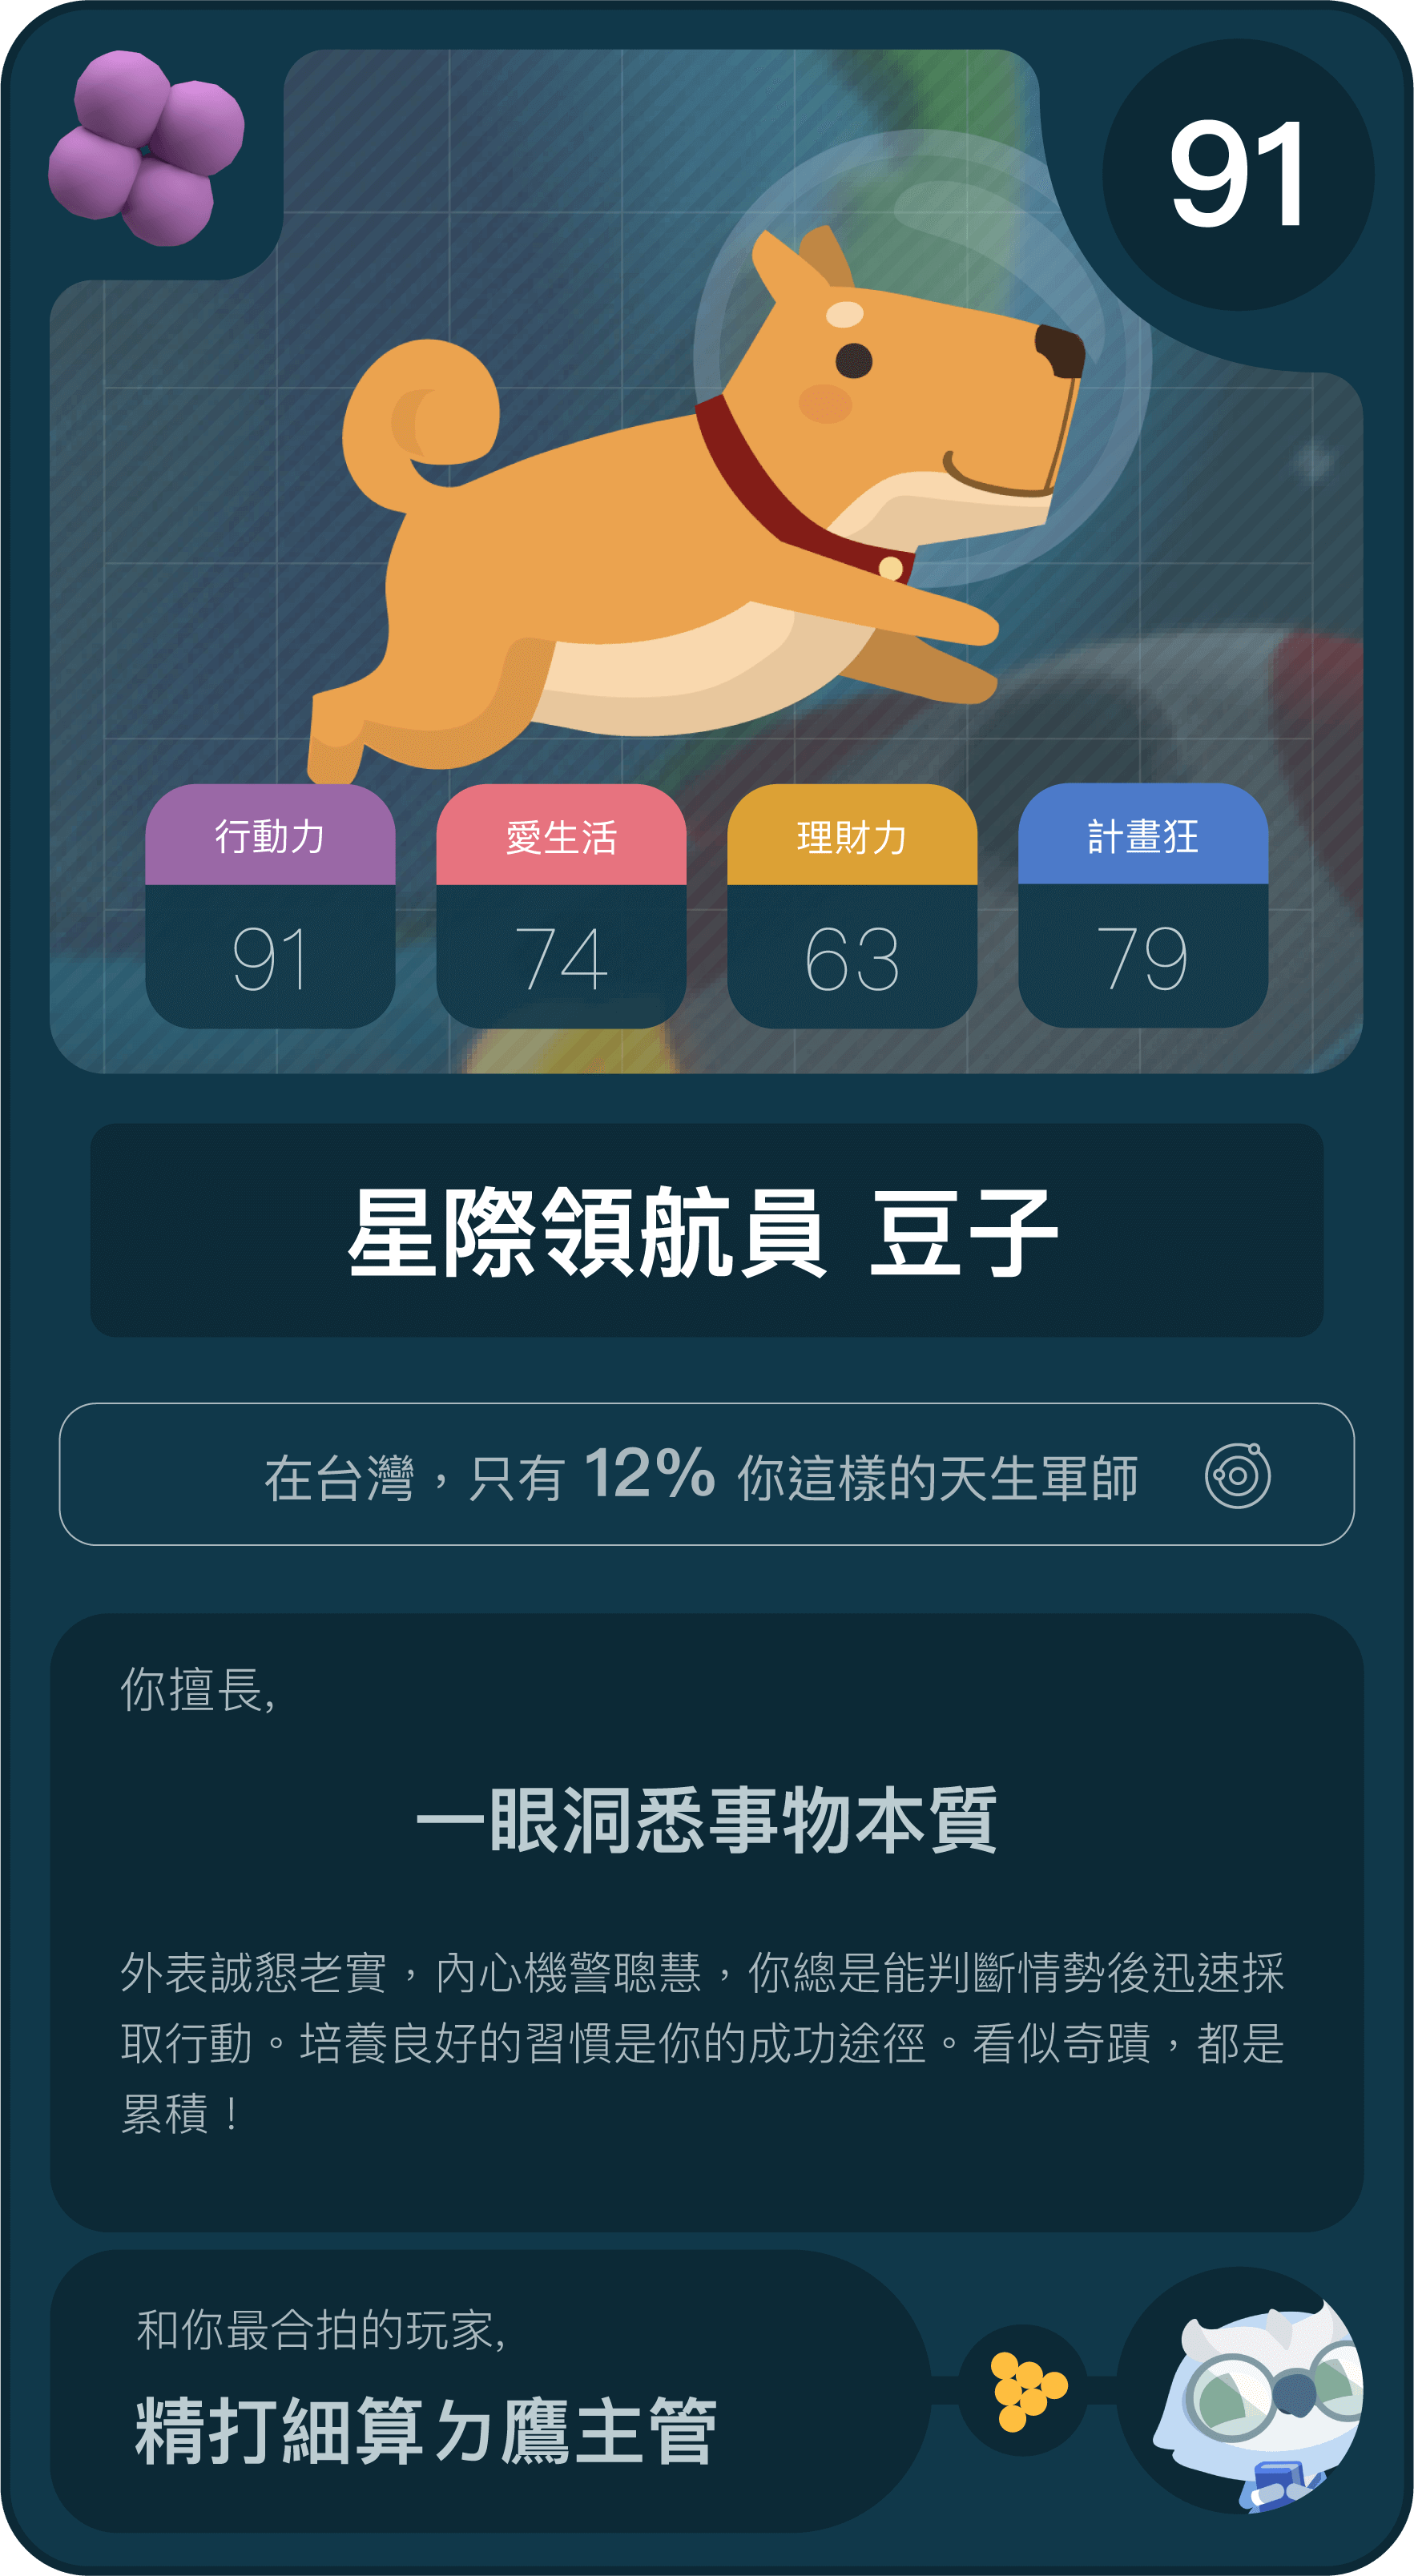 91
行動力
愛生活
理財力
計畫狂
91
74
63
79
星際領航員 豆子
在台灣，只有 12% 你這樣的天生軍師
你擅長,
一眼洞悉事物本質
外表誠懇老實，內心機警聰慧，你總是能判斷情勢後迅速採
取行動。培養良好的習慣是你的成功途徑。看似奇蹟，都是
累積！
和你最合拍的玩家,
精打細算ㄉ鷹主管